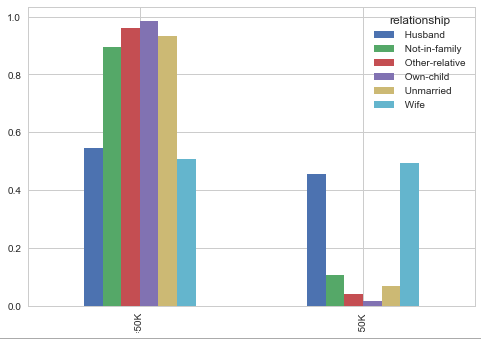 relationship
Husband
Not-in-family
Other-relative
Own-child
Unmarried
Wife
1.0
0.8
0.6
0.4
0.2
0.0
50K
50K